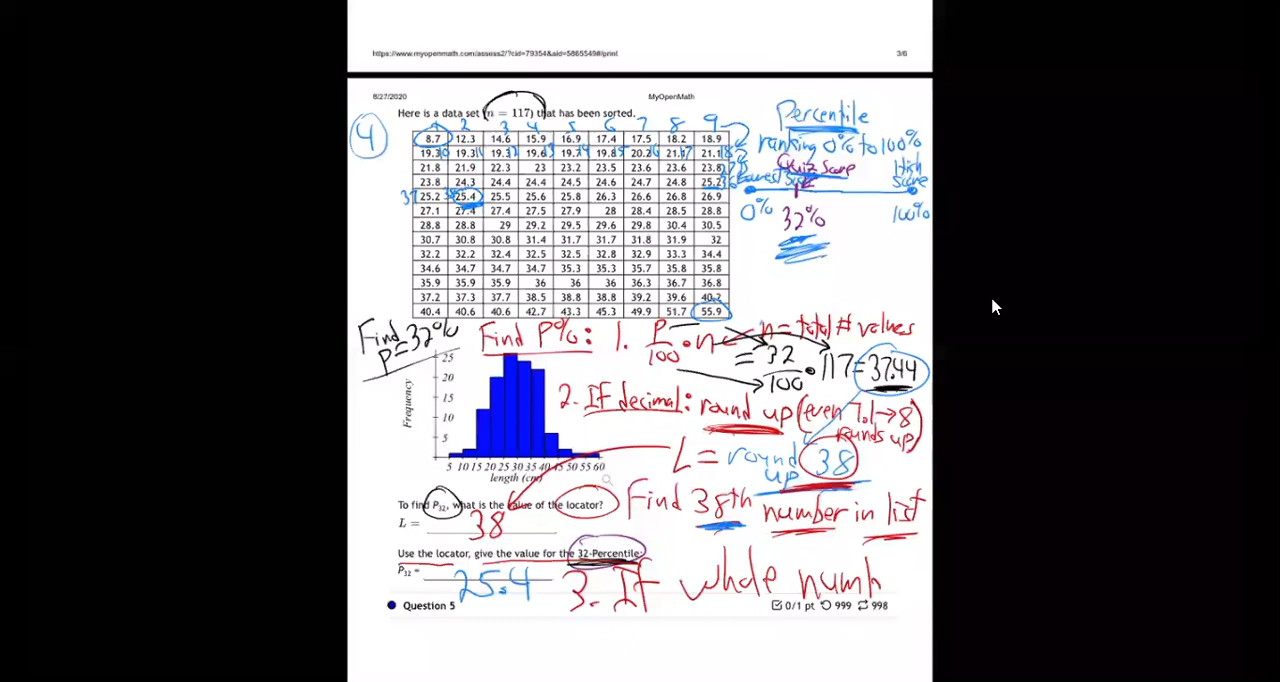 https://www.myopenmath.com/assess2/?cid=79354&aid=5865549#/print 3/6
8/27/2020 MyOpenMath
Here is a data set (n = 117) that has been sorted.
4
Percentile
ranking 0% to 100%
Quiz Score
High
Score
0% 32% 100%
1 2 3 4 5 6 7 8 9
8.7 12.3 14.6 15.9 16.9 17.4 17.5 18.2 18.9
19.3 19.3 19.3 19.6 19.7 19.8 20.2 21.1 21.1
21.8 21.9 22.3 23 23.2 23.5 23.6 23.6 23.8
23.8 24.3 24.4 24.4 24.5 24.6 24.7 24.8 25.2
37 25.2 38 25.4 25.5 25.6 25.8 26.3 26.6 26.8 26.9
27.1 27.4 27.4 27.5 27.9 28 28.4 28.5 28.8
28.8 28.8 29 29.2 29.5 29.6 29.8 30.4 30.5
30.7 30.8 30.8 31.4 31.7 31.7 31.8 31.9 32
32.2 32.2 32.4 32.5 32.5 32.8 32.9 33.3 34.4
34.6 34.7 34.7 34.7 35.3 35.3 35.7 35.8 35.8
35.9 35.9 35.9 36 36 36 36.3 36.7 36.8
37.2 37.3 37.7 38.5 38.8 38.8 39.2 39.6 40.2
40.4 40.6 40.6 42.7 43.3 45.3 49.9 51.7 55.9
Find
P=32%
Find P%: 1. P/100 • n n = total # values
= 32/100 • 117 = 37.44
2. If decimal: round up (even 7.1→8
rounds up)
L = round up 38
Find 38th number in list
Frequency
25
20
15
10
5
5 10 15 20 25 30 35 40 45 50 55 60
length (cm)
To find P32, what is the value of the locator?
L = 38
Use the locator, give the value for the 32-Percentile:
P32 = 25.4
3. If whole numb
Question 5 0/1 pt 999 998